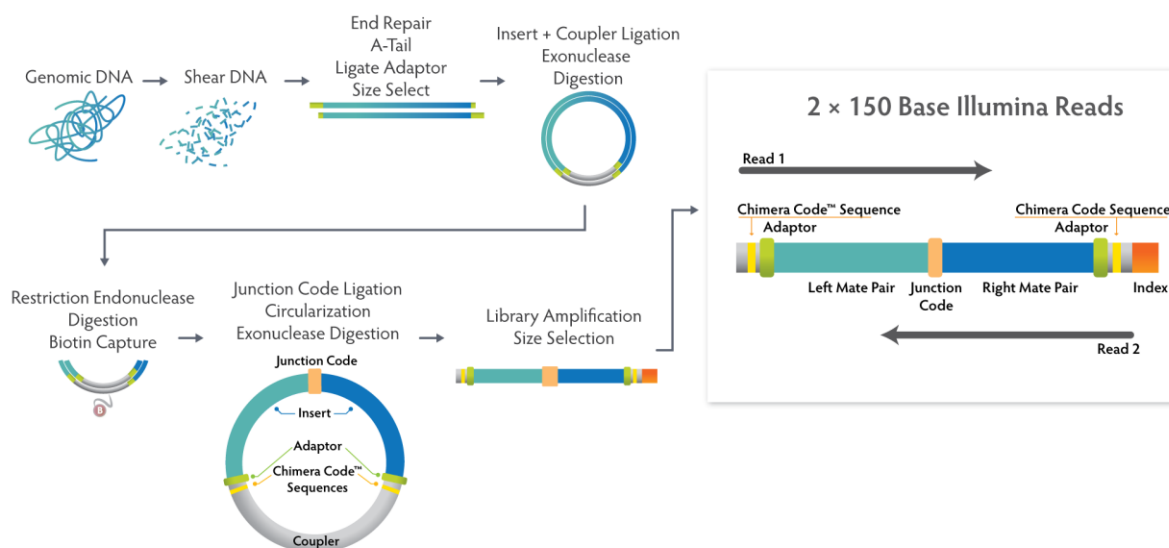 Genomic DNA
Shear DNA
End Repair
A-Tail
Ligate Adaptor
Size Select
Insert + Coupler Ligation
Exonuclease
Digestion
Restriction Endonuclease
Digestion
Biotin Capture
B
Junction Code Ligation
Circularization
Exonuclease Digestion
Junction Code
Insert
Adaptor
Chimera Code™
Sequences
Coupler
Library Amplification
Size Selection
2 × 150 Base Illumina Reads
Read 1
Chimera Code™ Sequence
Adaptor
Chimera Code Sequence
Adaptor
Left Mate Pair
Junction
Code
Right Mate Pair
Index
Read 2